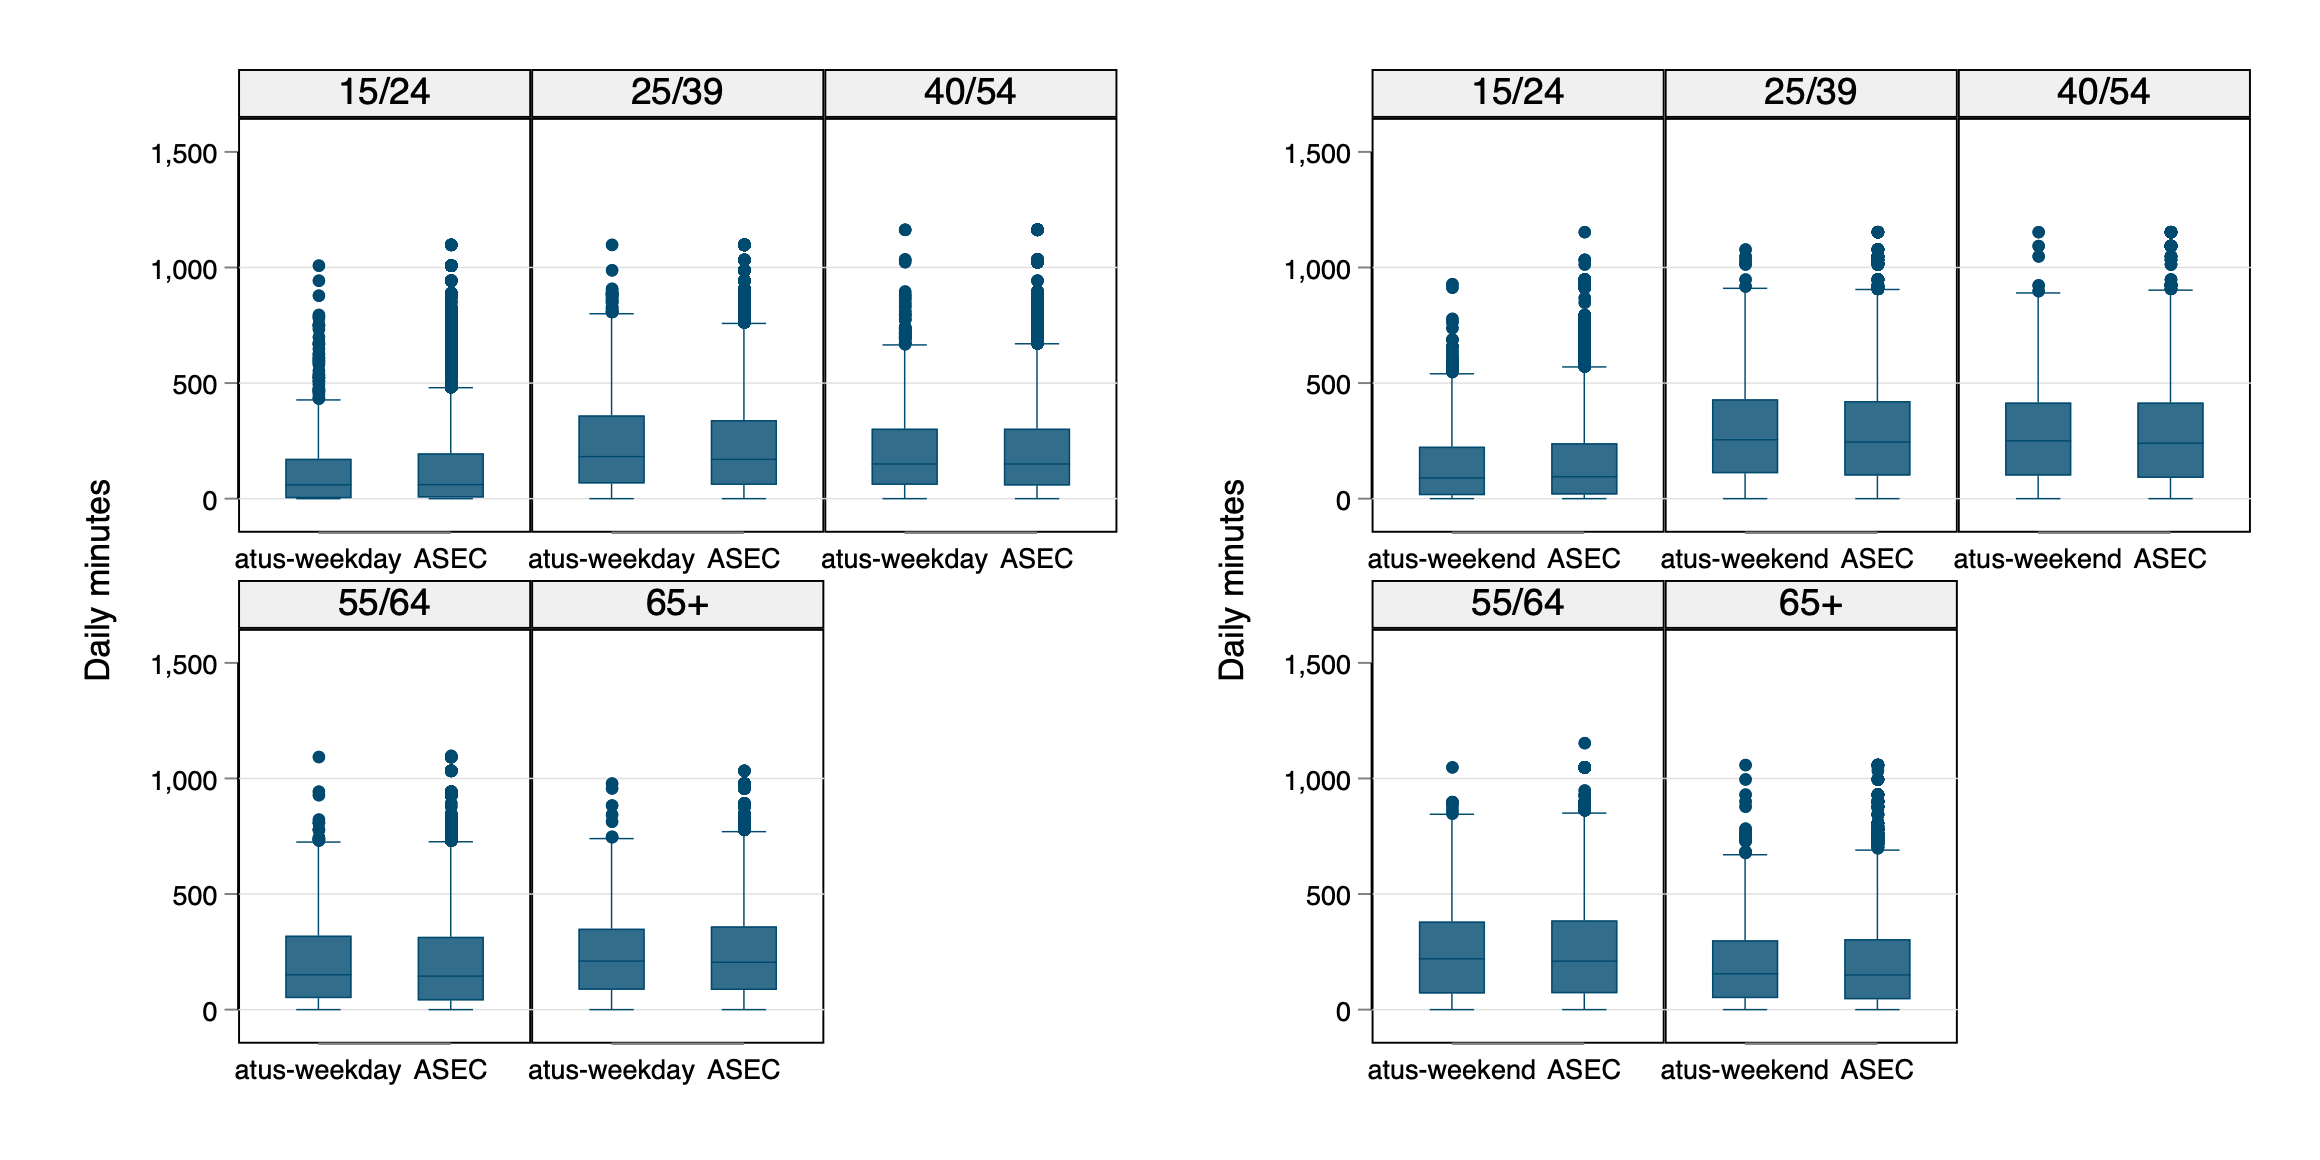 15/24 25/39 40/54
1,500
1,000
500
0
atus-weekday ASEC atus-weekday ASEC atus-weekday ASEC
55/64 65+
1,500
1,000
500
0
atus-weekday ASEC atus-weekday ASEC
Daily minutes
15/24 25/39 40/54
1,500
1,000
500
0
atus-weekend ASEC atus-weekend ASEC atus-weekend ASEC
55/64 65+
1,500
1,000
500
0
atus-weekend ASEC atus-weekend ASEC
Daily minutes